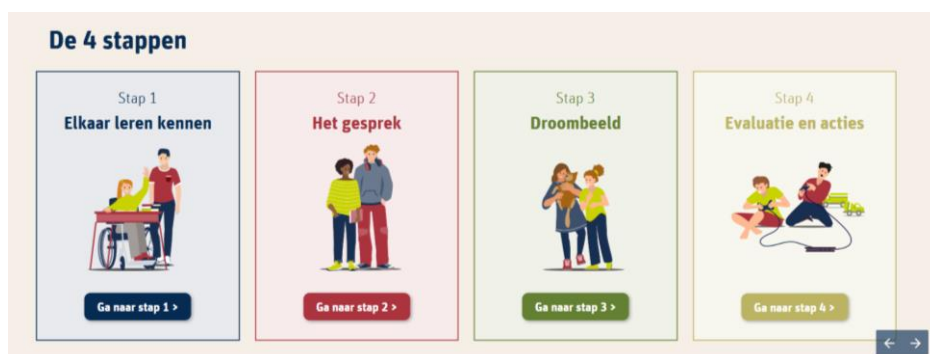 De 4 stappen
Stap 1
Elkaar leren kennen
Ga naar stap 1 >
Stap 2
Het gesprek
Ga naar stap 2 >
Stap 3
Droombeeld
Ga naar stap 3 >
Stap 4
Evaluatie en acties
Ga naar stap 4 >